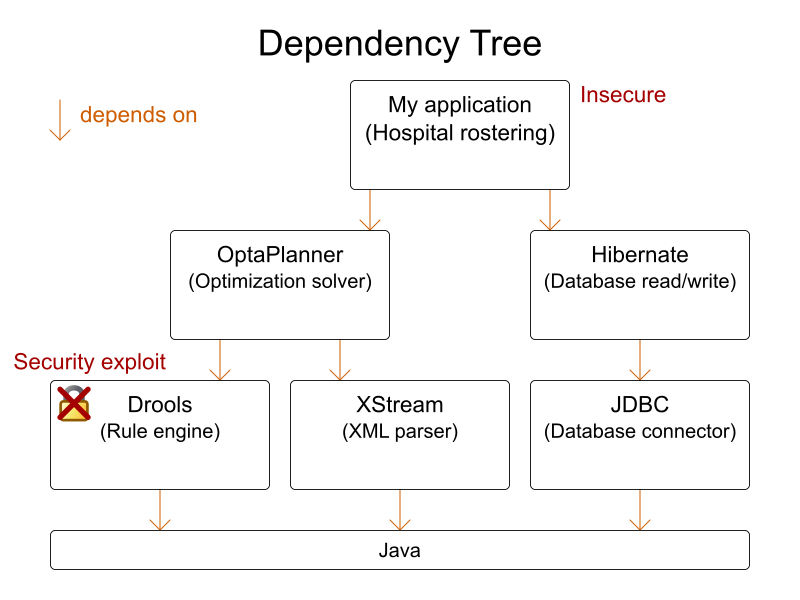 Dependency Tree
depends on
My application
(Hospital rostering)
Insecure
OptaPlanner
(Optimization solver)
Hibernate
(Database read/write)
Security exploit
Drools
(Rule engine)
XStream
(XML parser)
JDBC
(Database connector)
Java